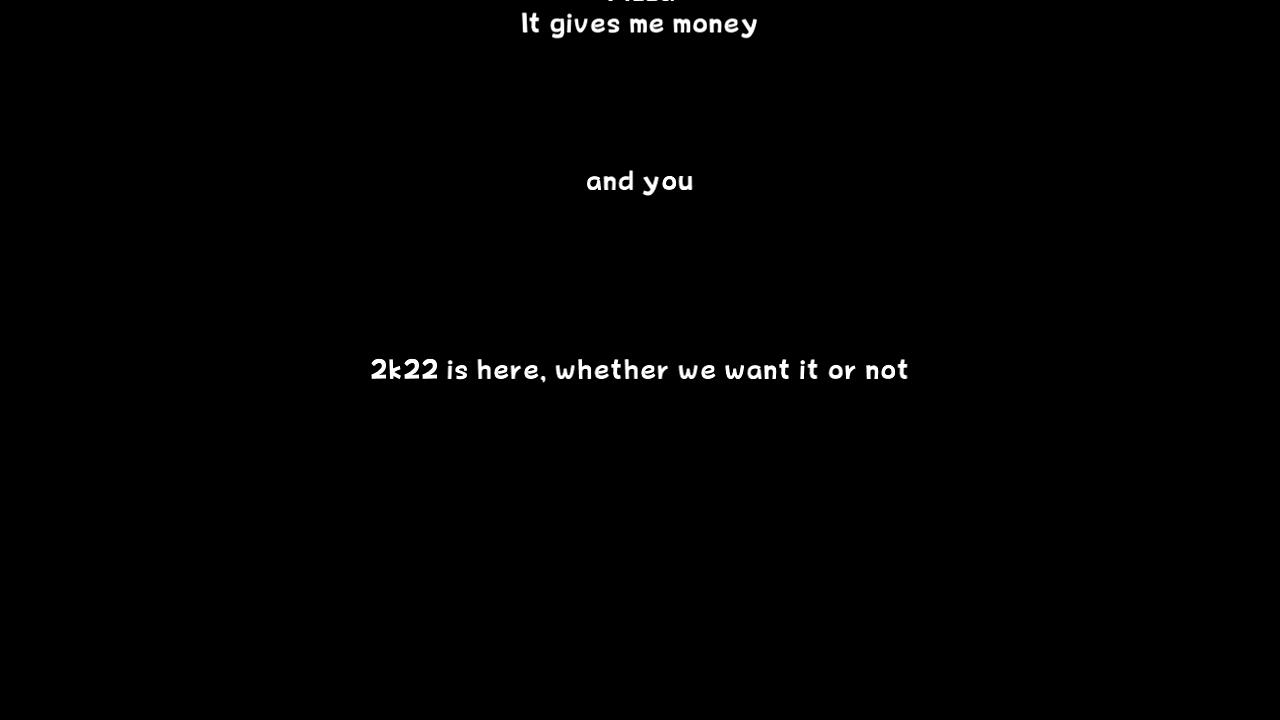 It gives me money
and you
2k22 is here, whether we want it or not